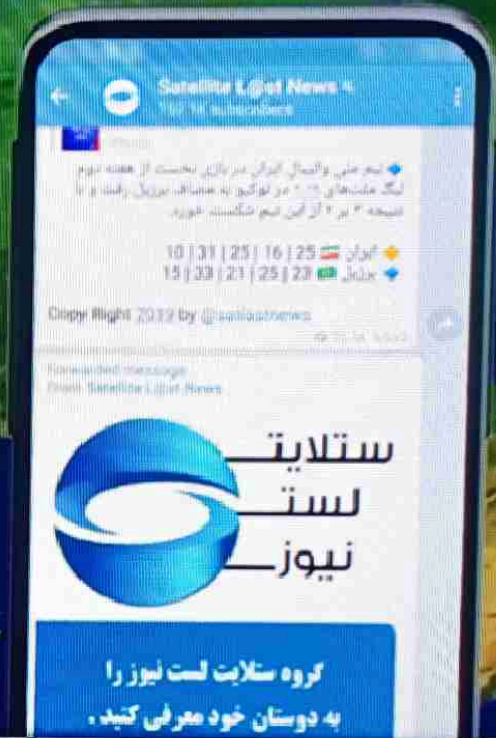 Satellite L@st News
subscribers
تیم ملی والیبال ایران در بازی نخست از هفته دوم
لیگ ملت‌های در توکیو به مصاف برزیل رفت و با
نتیجه ۳ بر ۲ از این تیم شکست خورد.
ایران 25 | 16 | 25 | 31 | 10
برزیل 23 | 25 | 21 | 33 | 15
Copy Right 2019 by @satlastnews
Forwarded message
From Satellite L@st News
ستلایت
لست
نیوز
گروه ستلایت لست نیوز را
به دوستان خود معرفی کنید .